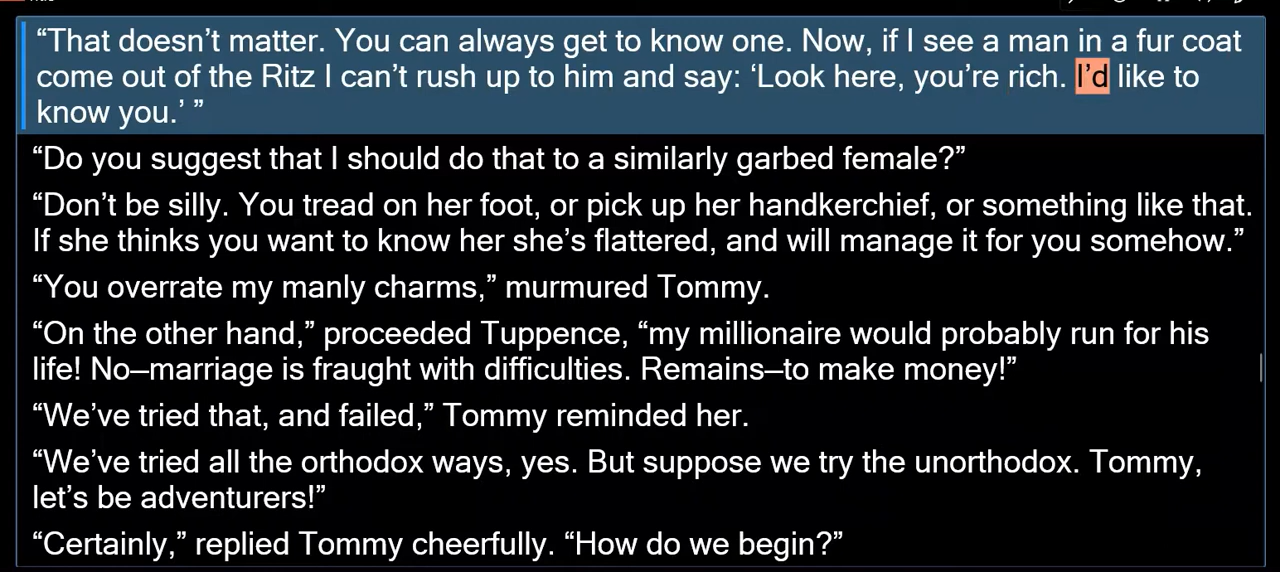 “That doesn’t matter. You can always get to know one. Now, if I see a man in a fur coat
come out of the Ritz I can’t rush up to him and say: ‘Look here, you’re rich. I’d like to
know you.’ ”
“Do you suggest that I should do that to a similarly garbed female?”
“Don’t be silly. You tread on her foot, or pick up her handkerchief, or something like that.
If she thinks you want to know her she’s flattered, and will manage it for you somehow.”
“You overrate my manly charms,” murmured Tommy.
“On the other hand,” proceeded Tuppence, “my millionaire would probably run for his
life! No—marriage is fraught with difficulties. Remains—to make money!”
“We’ve tried that, and failed,” Tommy reminded her.
“We’ve tried all the orthodox ways, yes. But suppose we try the unorthodox. Tommy,
let’s be adventurers!”
“Certainly,” replied Tommy cheerfully. “How do we begin?”